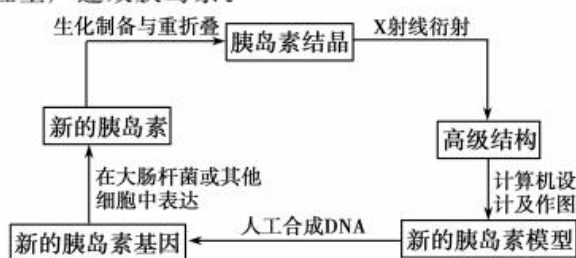 生化制备与重折叠
胰岛素结晶
X射线衍射
新的胰岛素
高级结构
在大肠杆菌或其他
细胞中表达
计算机设
计及作图
新的胰岛素基因
人工合成DNA
新的胰岛素模型